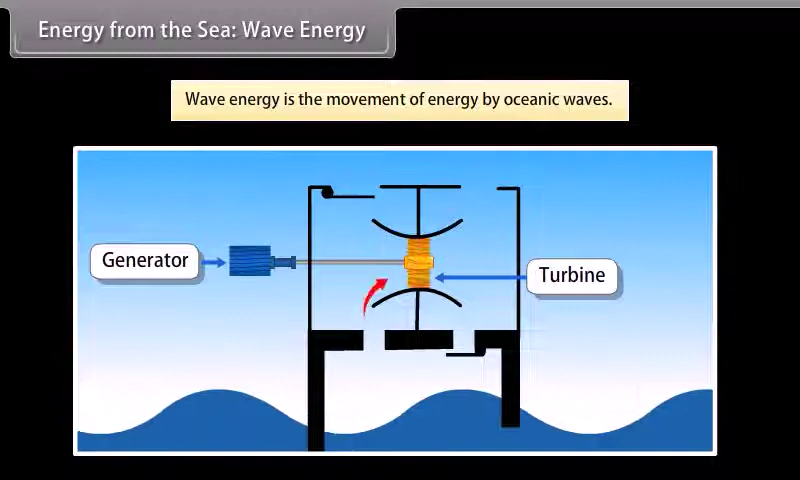 Energy from the Sea: Wave Energy
Wave energy is the movement of energy by oceanic waves.
Generator
Turbine